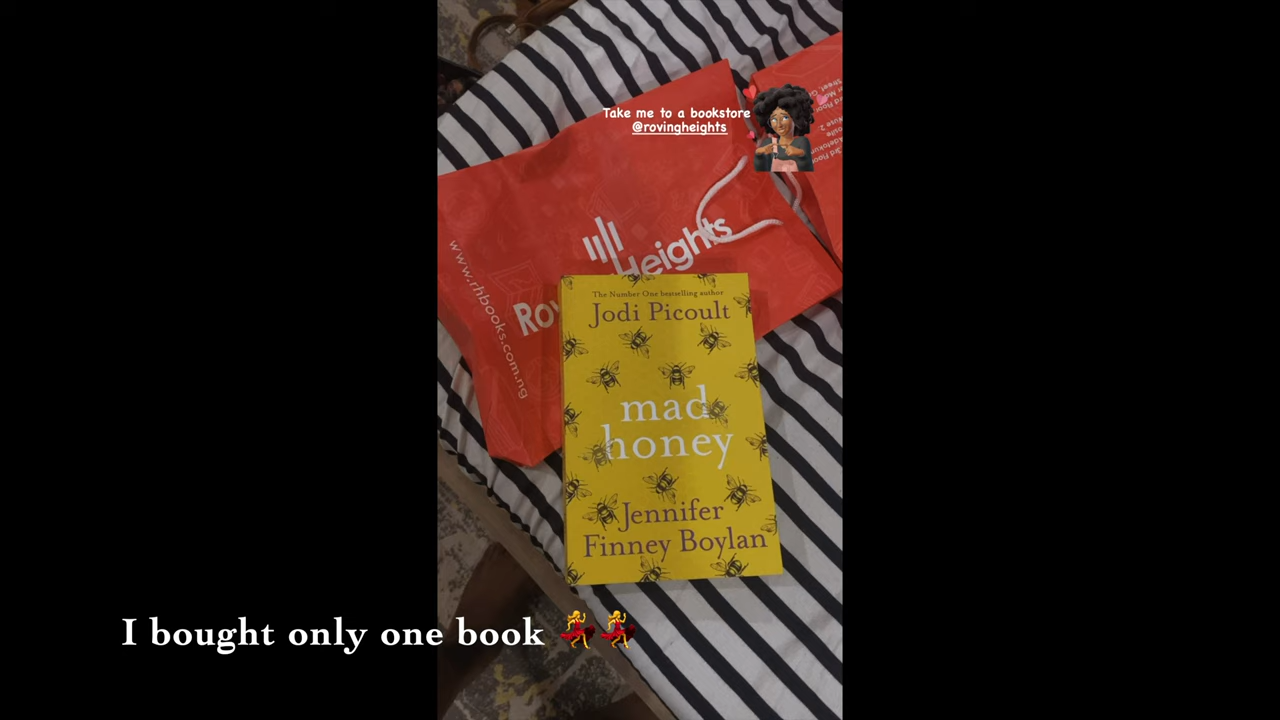 Take me to a bookstore
@rovingheights
Heights
www.rhbooks.com.ng
The Number One bestselling author
Jodi Picoult
mad
honey
Jennifer
Finney Boylan
I bought only one book 💃💃